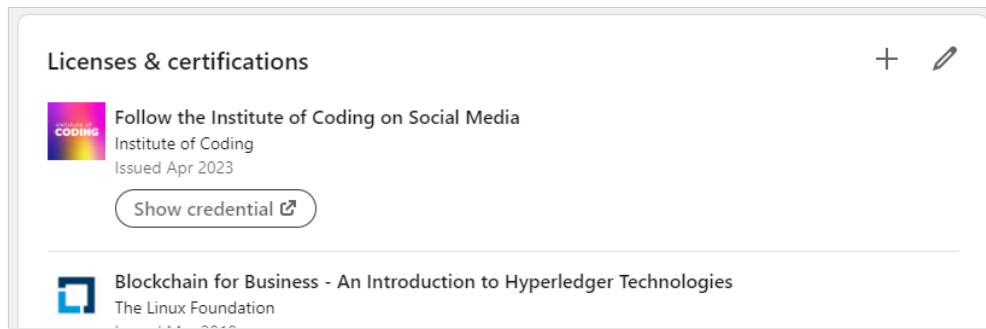 Licenses & certifications
institute of
CODING
Follow the Institute of Coding on Social Media
Institute of Coding
Issued Apr 2023
Show credential
Blockchain for Business - An Introduction to Hyperledger Technologies
The Linux Foundation